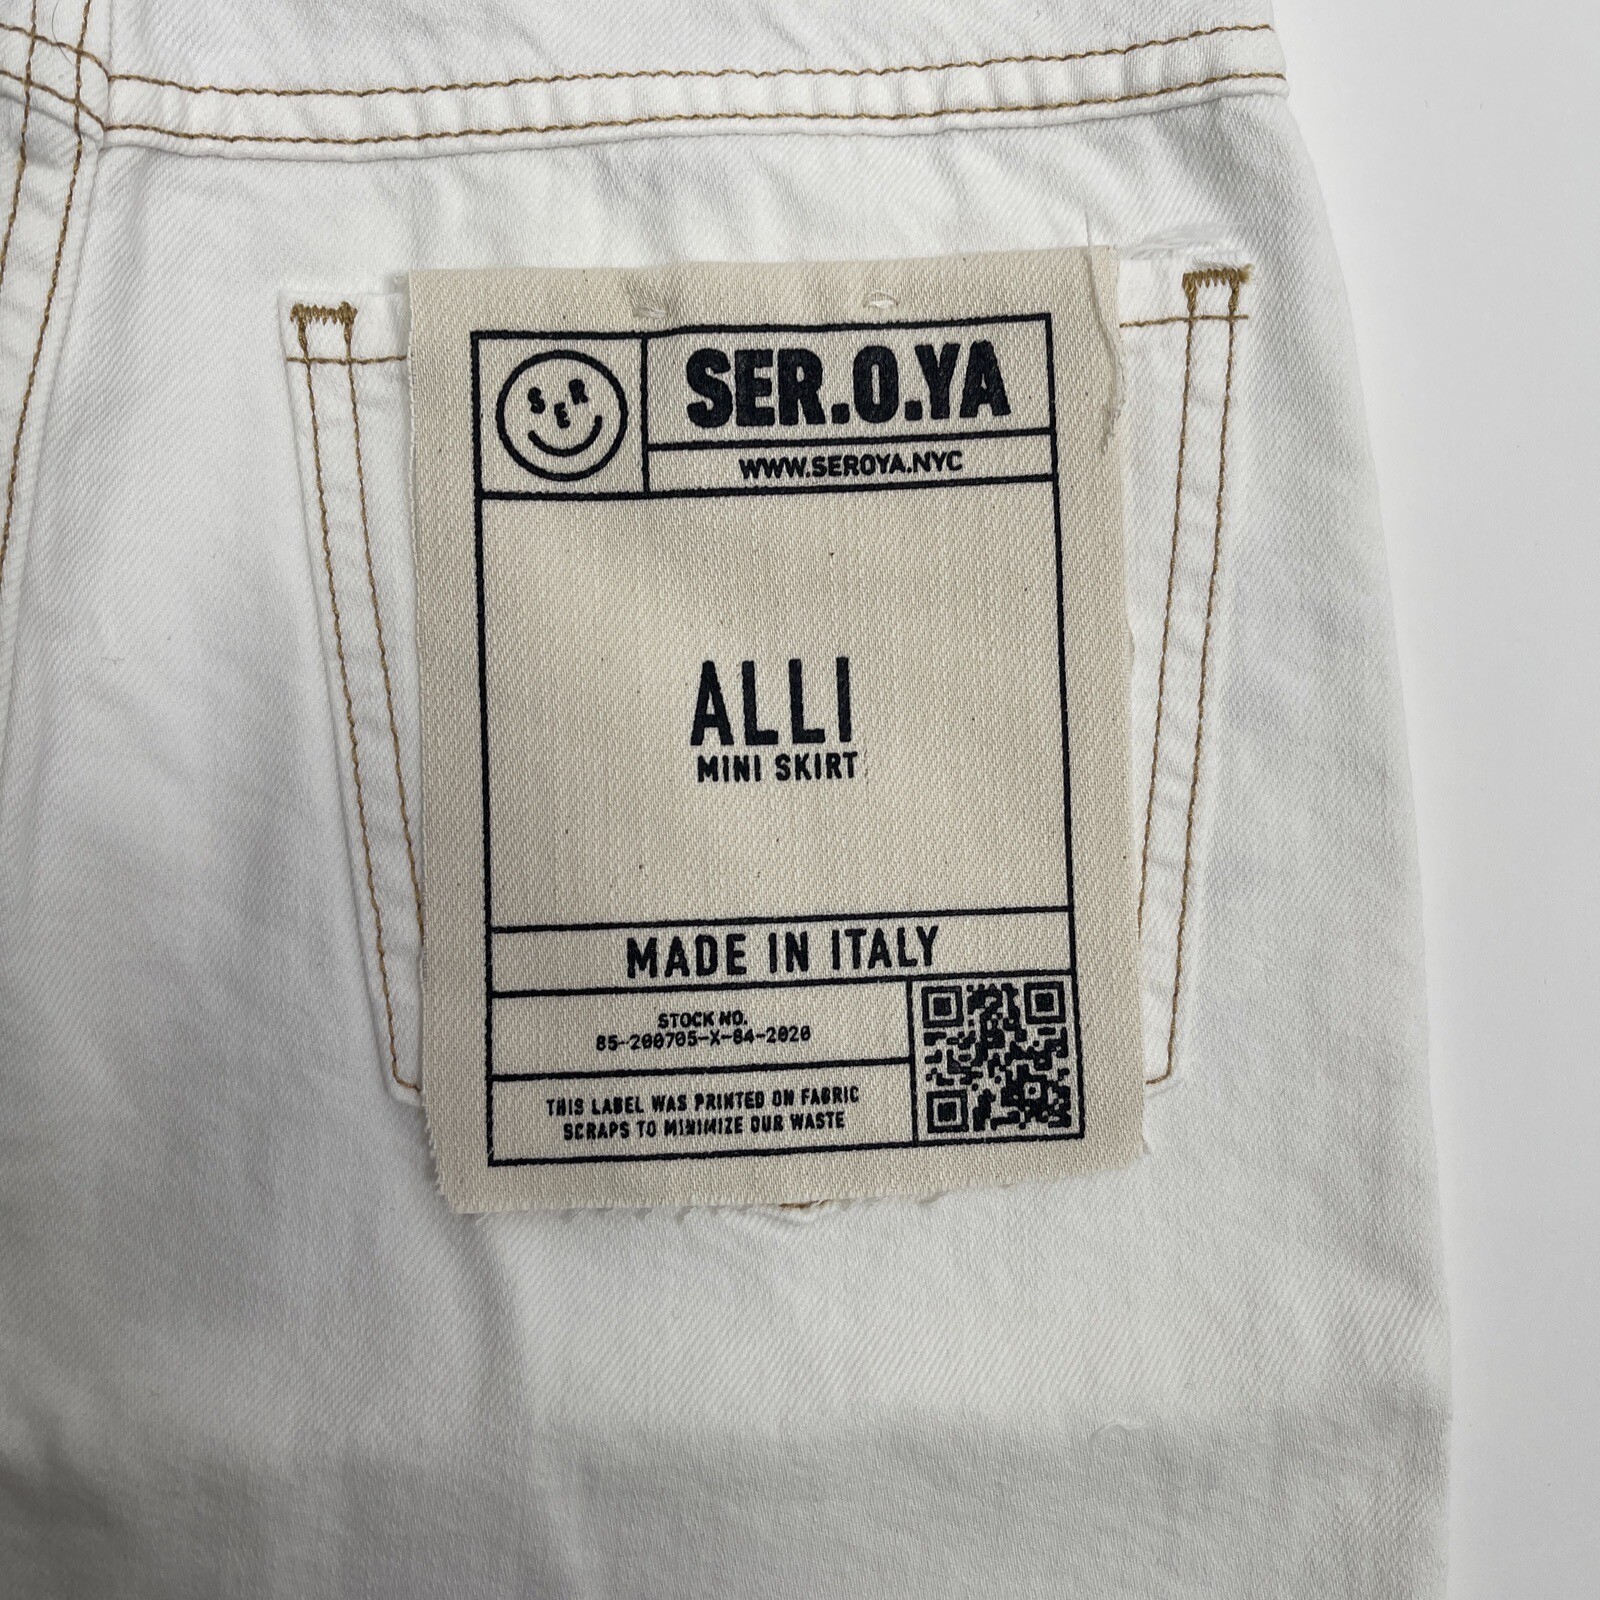 SER
SER.O.YA
WWW.SEROYA.NYC
ALLI
MINI SKIRT
MADE IN ITALY
STOCK NO.
85-200705-X-04-2020
THIS LABEL WAS PRINTED ON FABRIC
SCRAPS TO MINIMIZE OUR WASTE